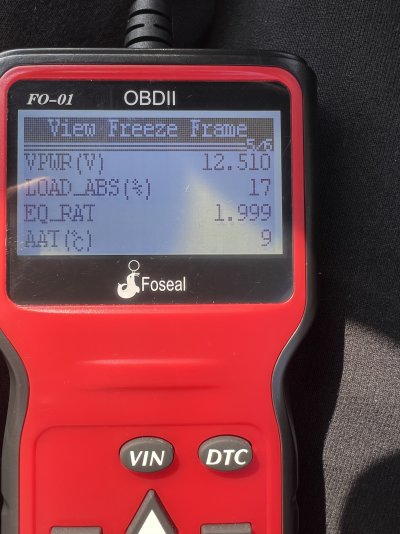 FO-01 OBDII
View Freeze Frame
5/6
VPWR(V) 12.510
LOAD_ABS(%) 17
EQ_RAT 1.999
AAT(℃) 9
Foseal
VIN DTC